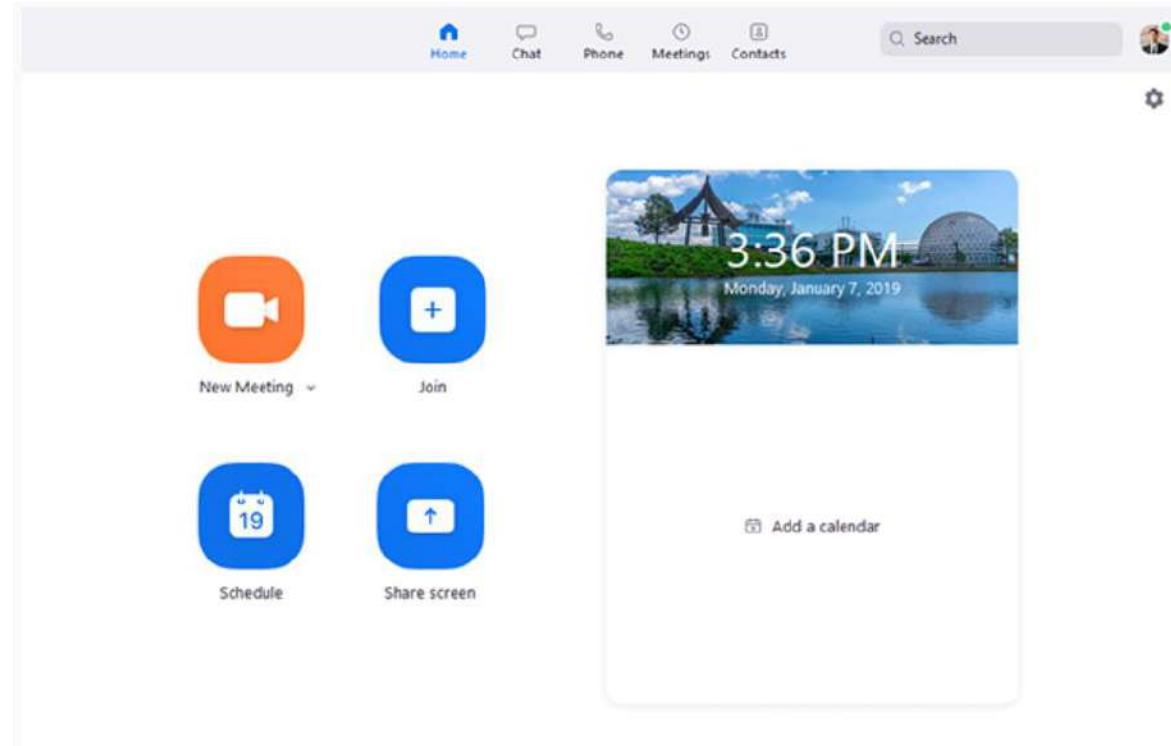 Home Chat Phone Meetings Contacts
Search
3:36 PM
Monday, January 7, 2019
New Meeting Join
19
Schedule Share screen
Add a calendar